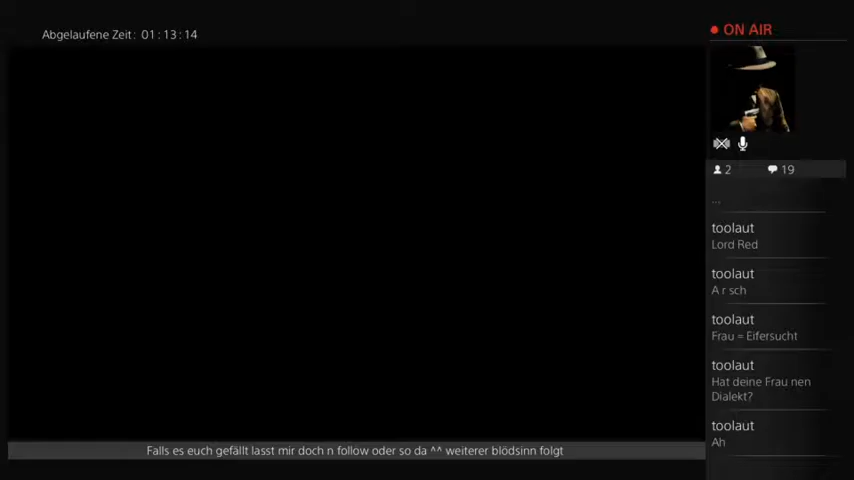 Abgelaufene Zeit: 01:13:14
ON AIR
2 19
...
toolaut
Lord Red
toolaut
A r sch
toolaut
Frau = Eifersucht
toolaut
Hat deine Frau nen
Dialekt?
toolaut
Ah
Falls es euch gefällt lasst mir doch n follow oder so da ^^ weiterer blödsinn folgt